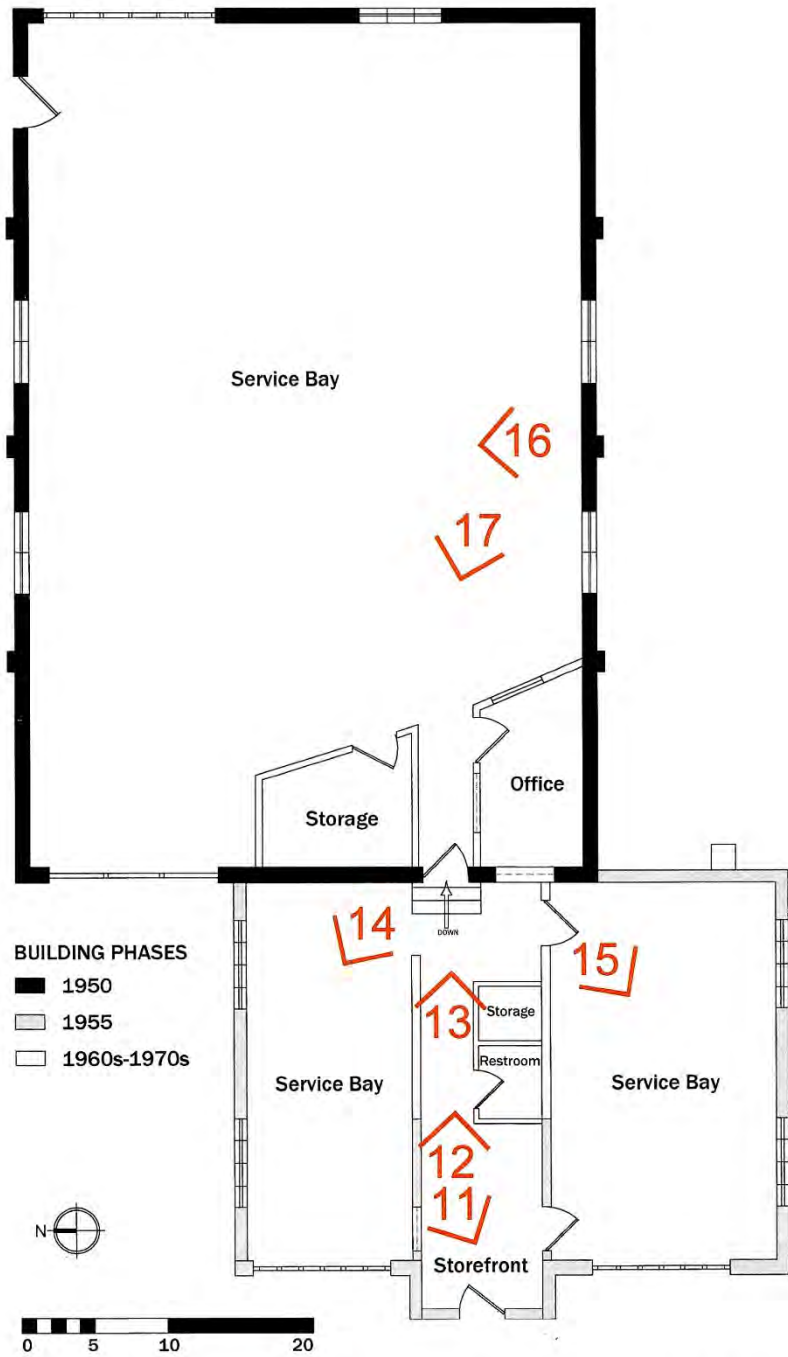 Service Bay
16
17
Office
Storage
DOWN
14
15
BUILDING PHASES
1950
1955
1960s-1970s
13
Storage
Restroom
Service Bay
Service Bay
12
11
N
Storefront
0 5 10 20